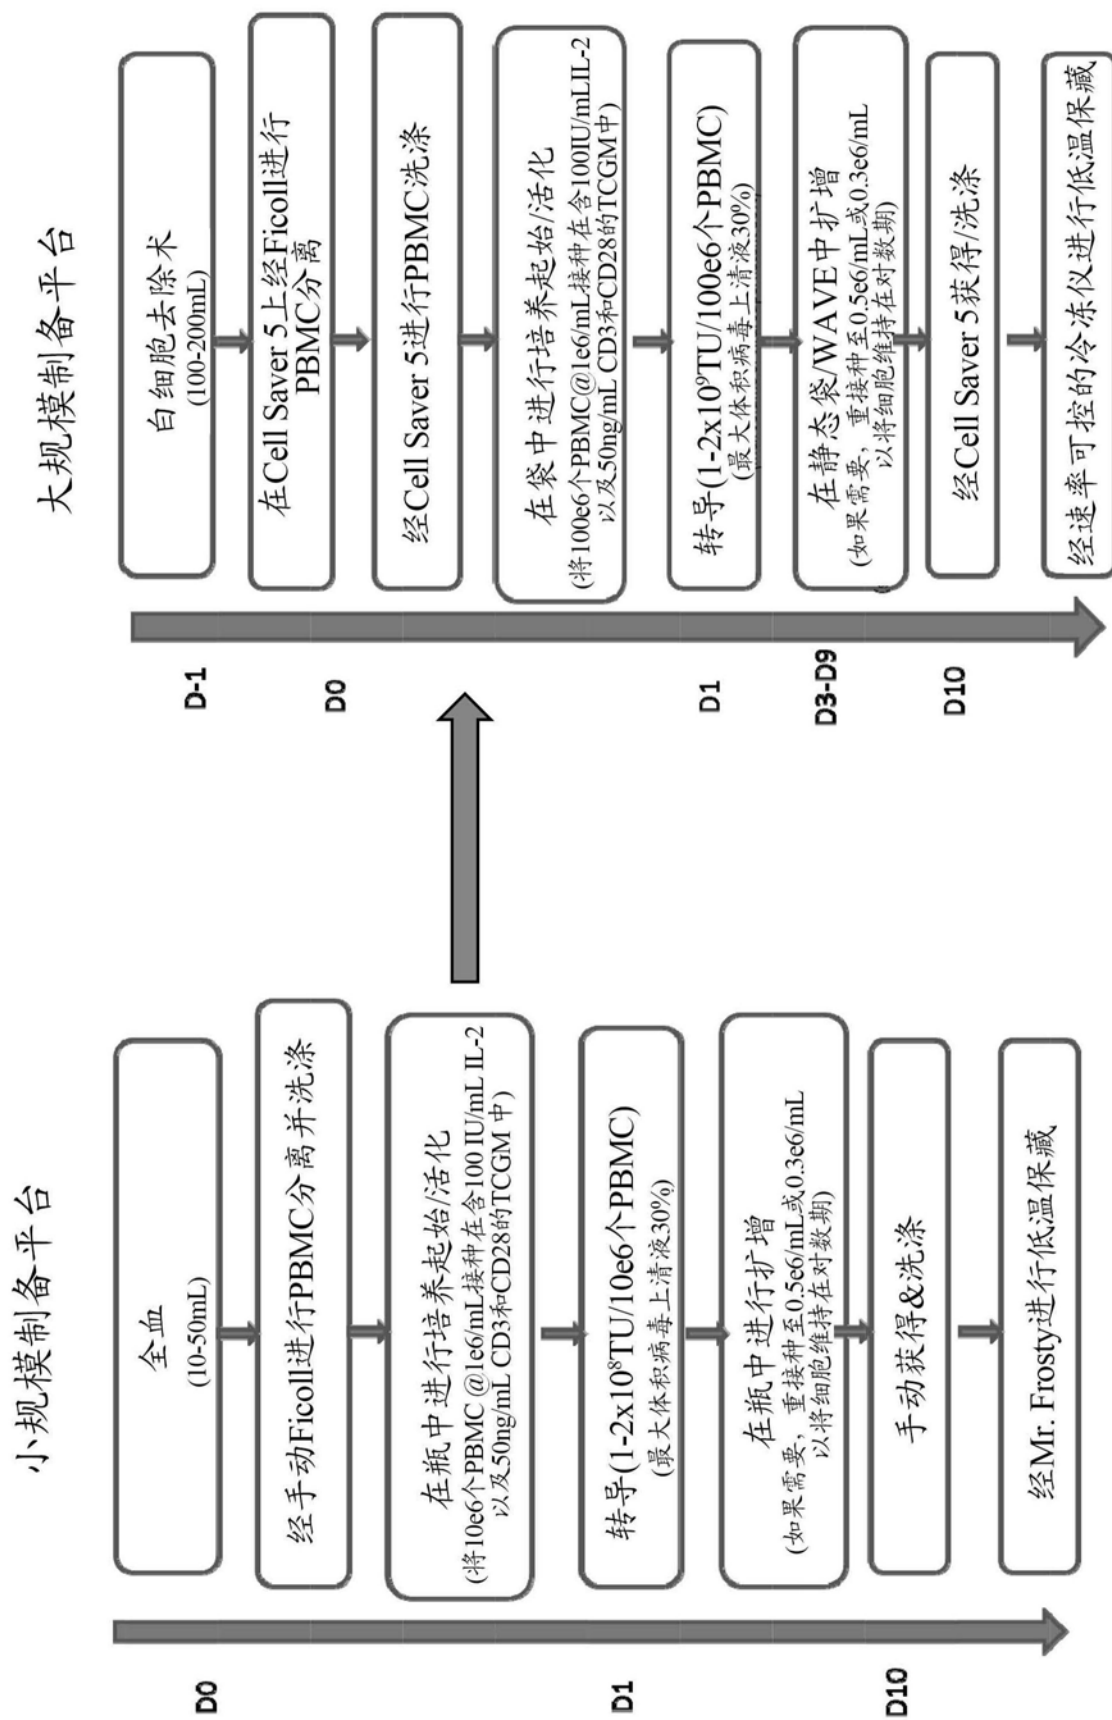 小规模制备平台
D0
D1
D10
全血
(10-50mL)
经手动Ficoll进行PBMC分离并洗涤
在瓶中进行培养起始/活化
(将10e6个PBMC @1e6/mL接种在含100 IU/mL IL-2
以及50ng/mL CD3和CD28的TCGM 中)
转导(1-2x10⁸TU/10e6个PBMC)
(最大体积病毒上清液30%)
在瓶中进行扩增
(如果需要，重接种至0.5e6/mL或0.3e6/mL
以将细胞维持在对数期)
手动获得&洗涤
经Mr. Frosty进行低温保藏
大规模制备平台
D-1
D0
D1
D3-D9
D10
白细胞去除术
(100-200mL)
在Cell Saver 5上经Ficoll进行
PBMC分离
经Cell Saver 5进行PBMC洗涤
在袋中进行培养起始/活化
(将100e6个PBMC@1e6/mL接种在含100IU/mLIL-2
以及50ng/mL CD3和CD28的TCGM中)
转导(1-2x10⁹TU/100e6个PBMC)
(最大体积病毒上清液30%)
在静态袋/WAVE中扩增
(如果需要，重接种至0.5e6/mL或0.3e6/mL
以将细胞维持在对数期)
经Cell Saver 5获得/洗涤
经速率可控的冷冻仪进行低温保藏